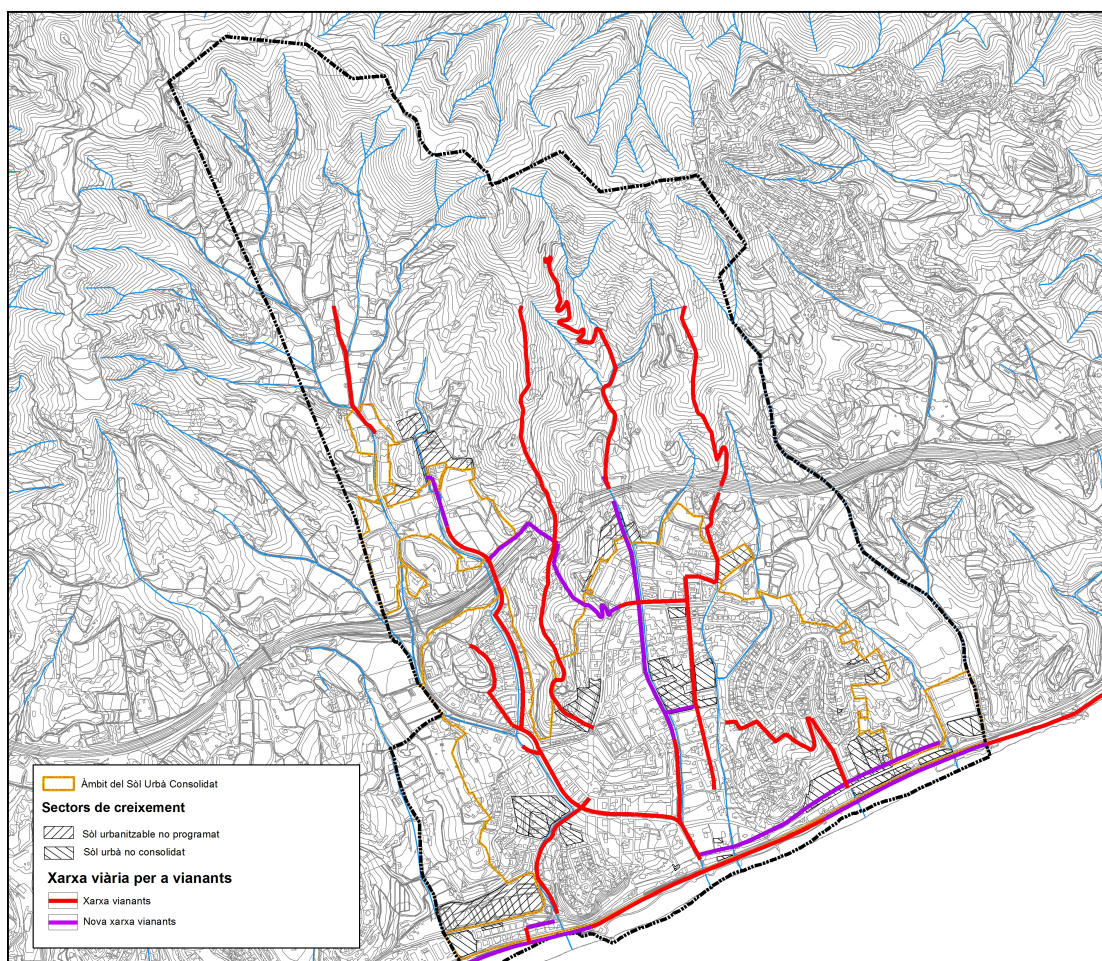 Àmbit del Sòl Urbà Consolidat
Sectors de creixement
Sòl urbanitzable no programat
Sòl urbà no consolidat
Xarxa viària per a vianants
Xarxa vianants
Nova xarxa vianants